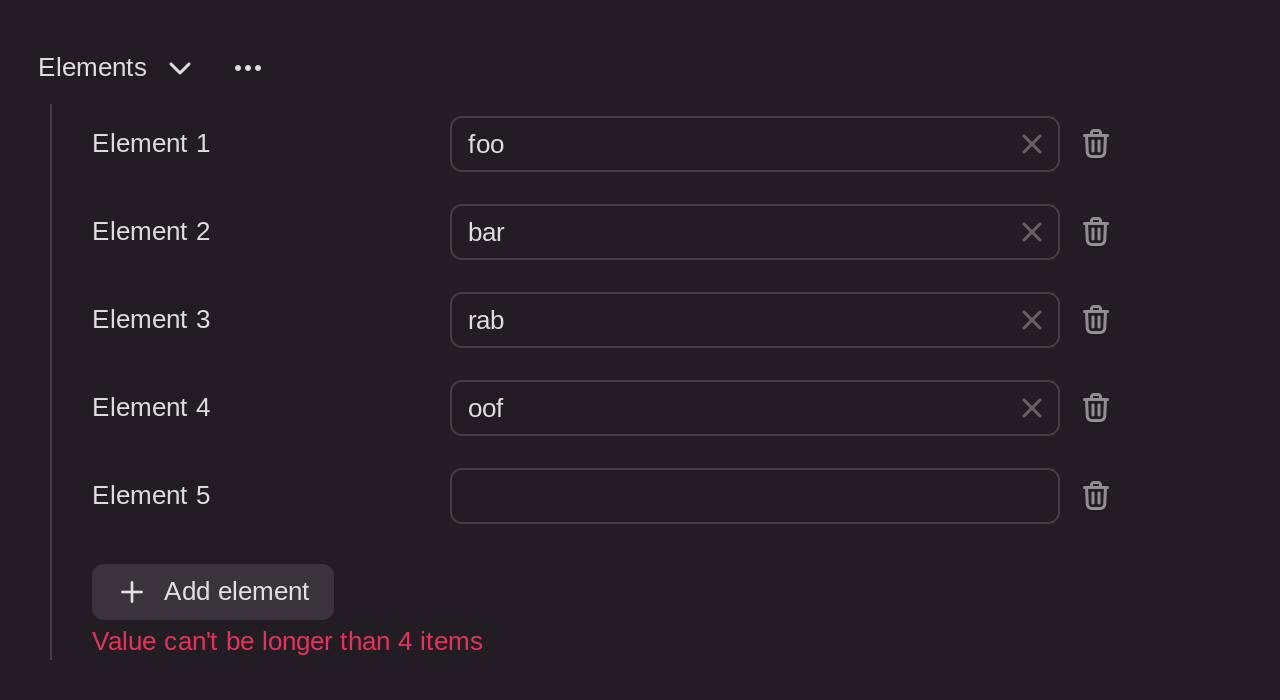 Elements
Element 1 foo
Element 2 bar
Element 3 rab
Element 4 oof
Element 5
Add element
Value can't be longer than 4 items